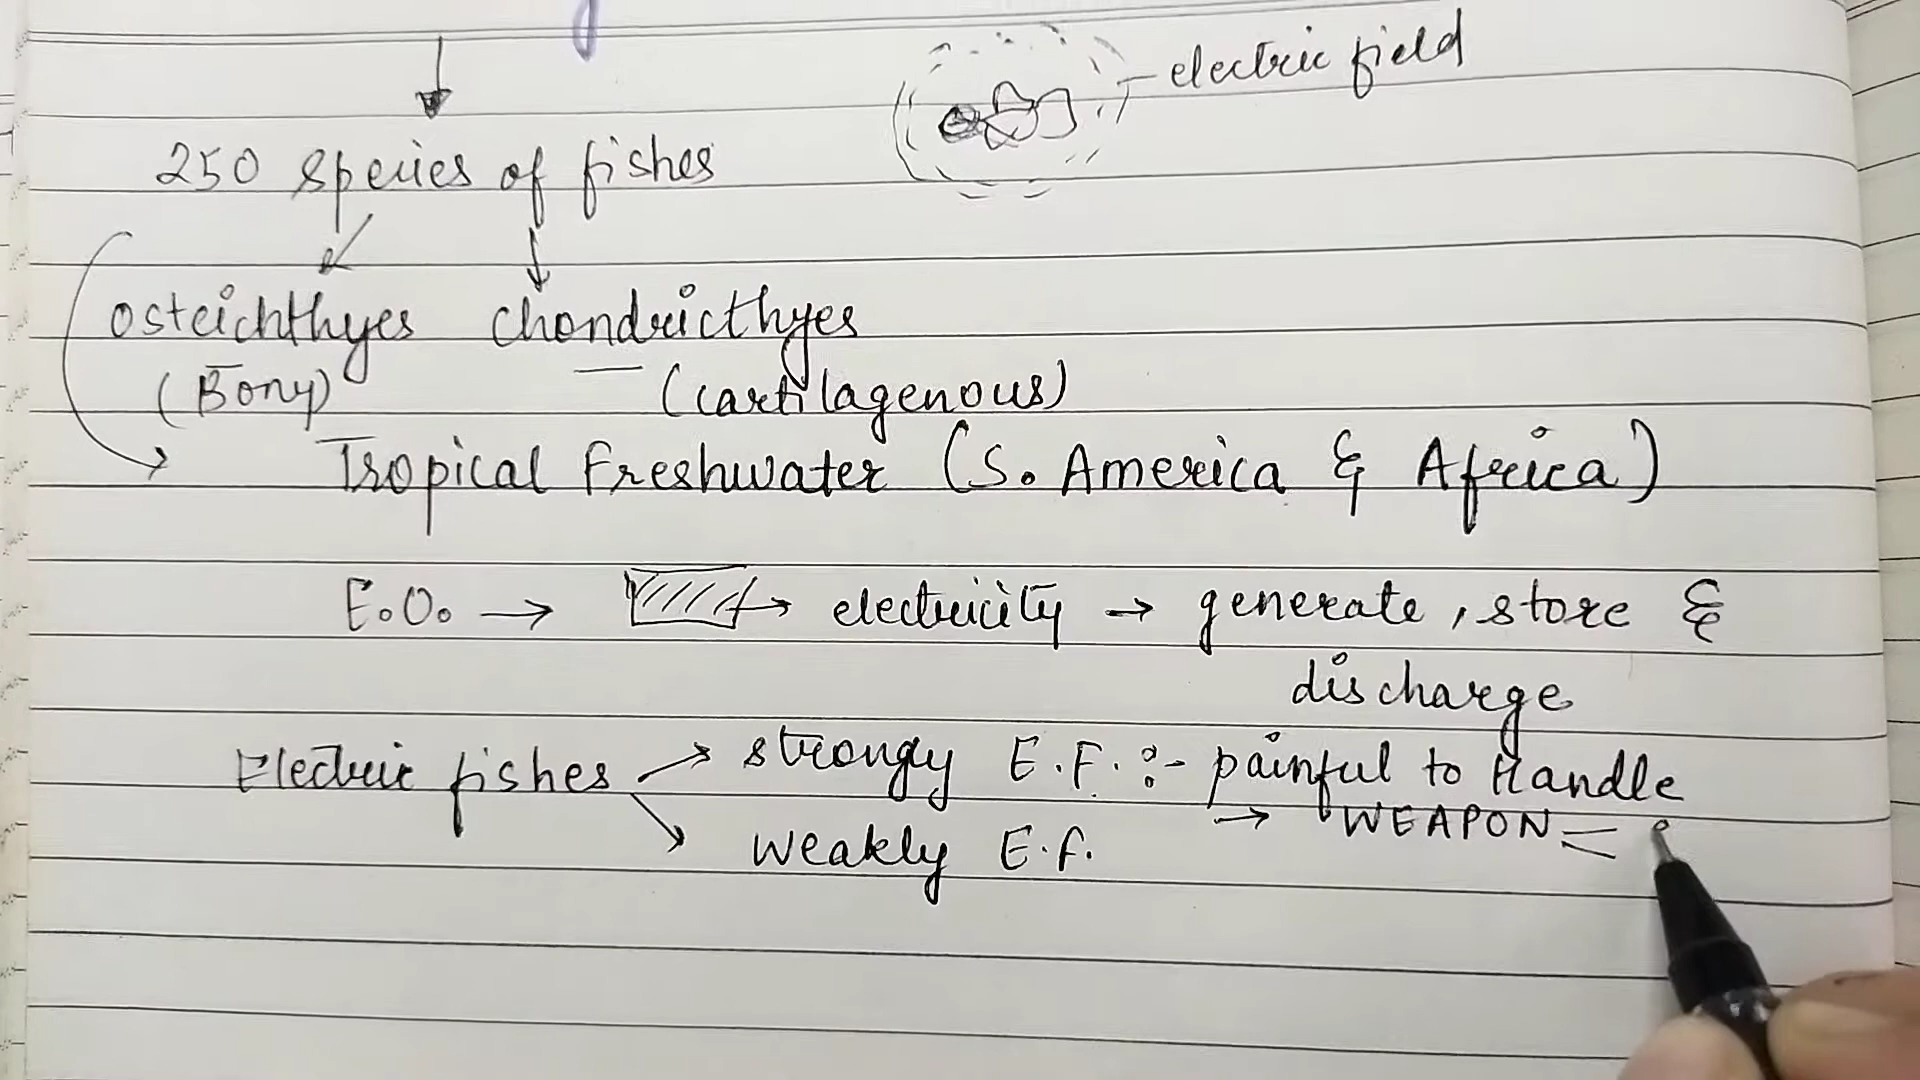 electric field
250 species of fishes
osteichthyes chondricthyes
(Bony) (cartilagenous)
Tropical Freshwater (S. America & Africa)
E.O. → → electricity → generate, store &
discharge
Electric fishes → strongly E.F. :- painful to Handle
→ WEAPON
weakly E.f.